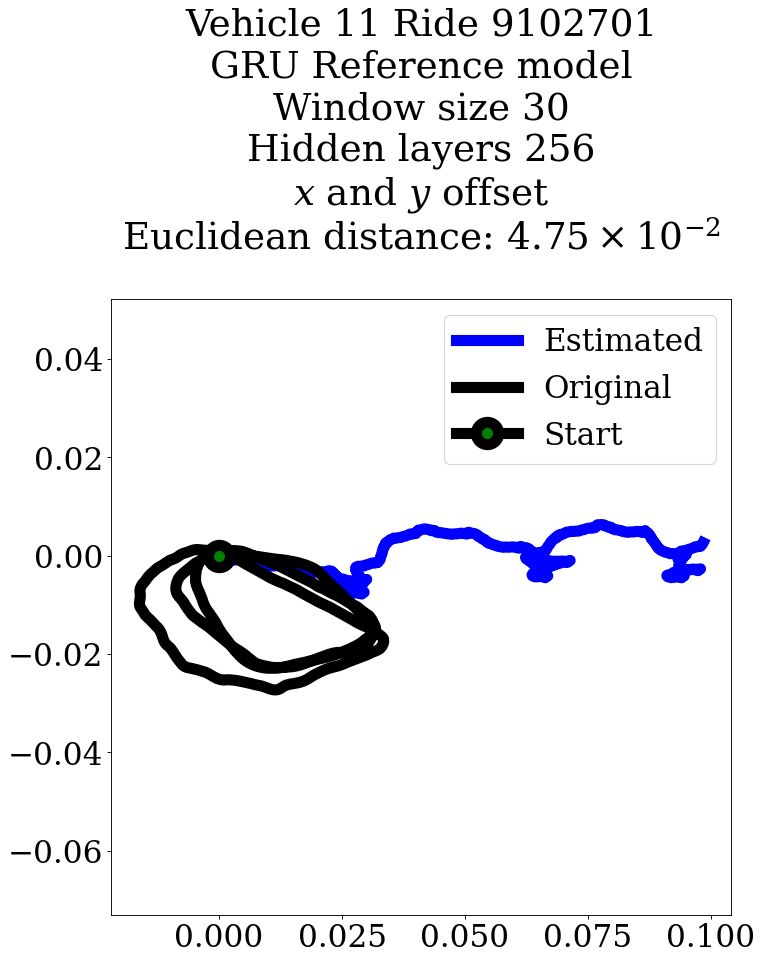 Vehicle 11 Ride 9102701
GRU Reference model
Window size 30
Hidden layers 256
x and y offset
Euclidean distance: 4.75 × 10⁻²
Estimated
Original
Start
0.04
0.02
0.00
−0.02
−0.04
−0.06
0.000 0.025 0.050 0.075 0.100